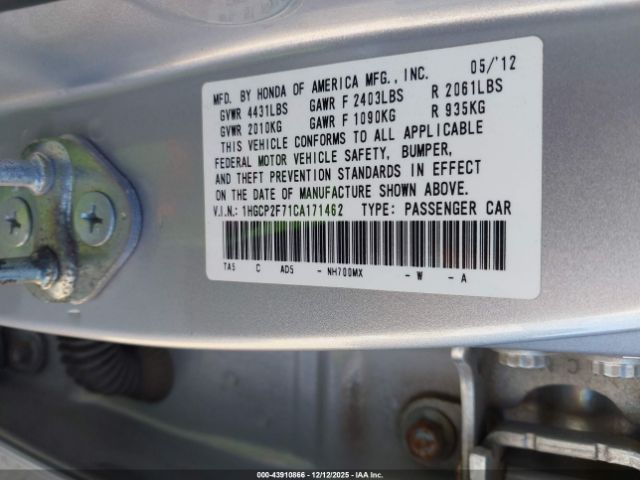 MFD. BY HONDA OF AMERICA MFG., INC. 05/'12
GVWR 4431LBS GAWR F 2403LBS R 2061LBS
GVWR 2010KG GAWR F 1090KG R 935KG
THIS VEHICLE CONFORMS TO ALL APPLICABLE
FEDERAL MOTOR VEHICLE SAFETY, BUMPER,
AND THEFT PREVENTION STANDARDS IN EFFECT
ON THE DATE OF MANUFACTURE SHOWN ABOVE.
V.I.N.: 1HGCP2F71CA171462 TYPE: PASSENGER CAR
TA5 C AD5 - NH700MX - W - A
000-43910866 • 12/12/2025 • IAA Inc.